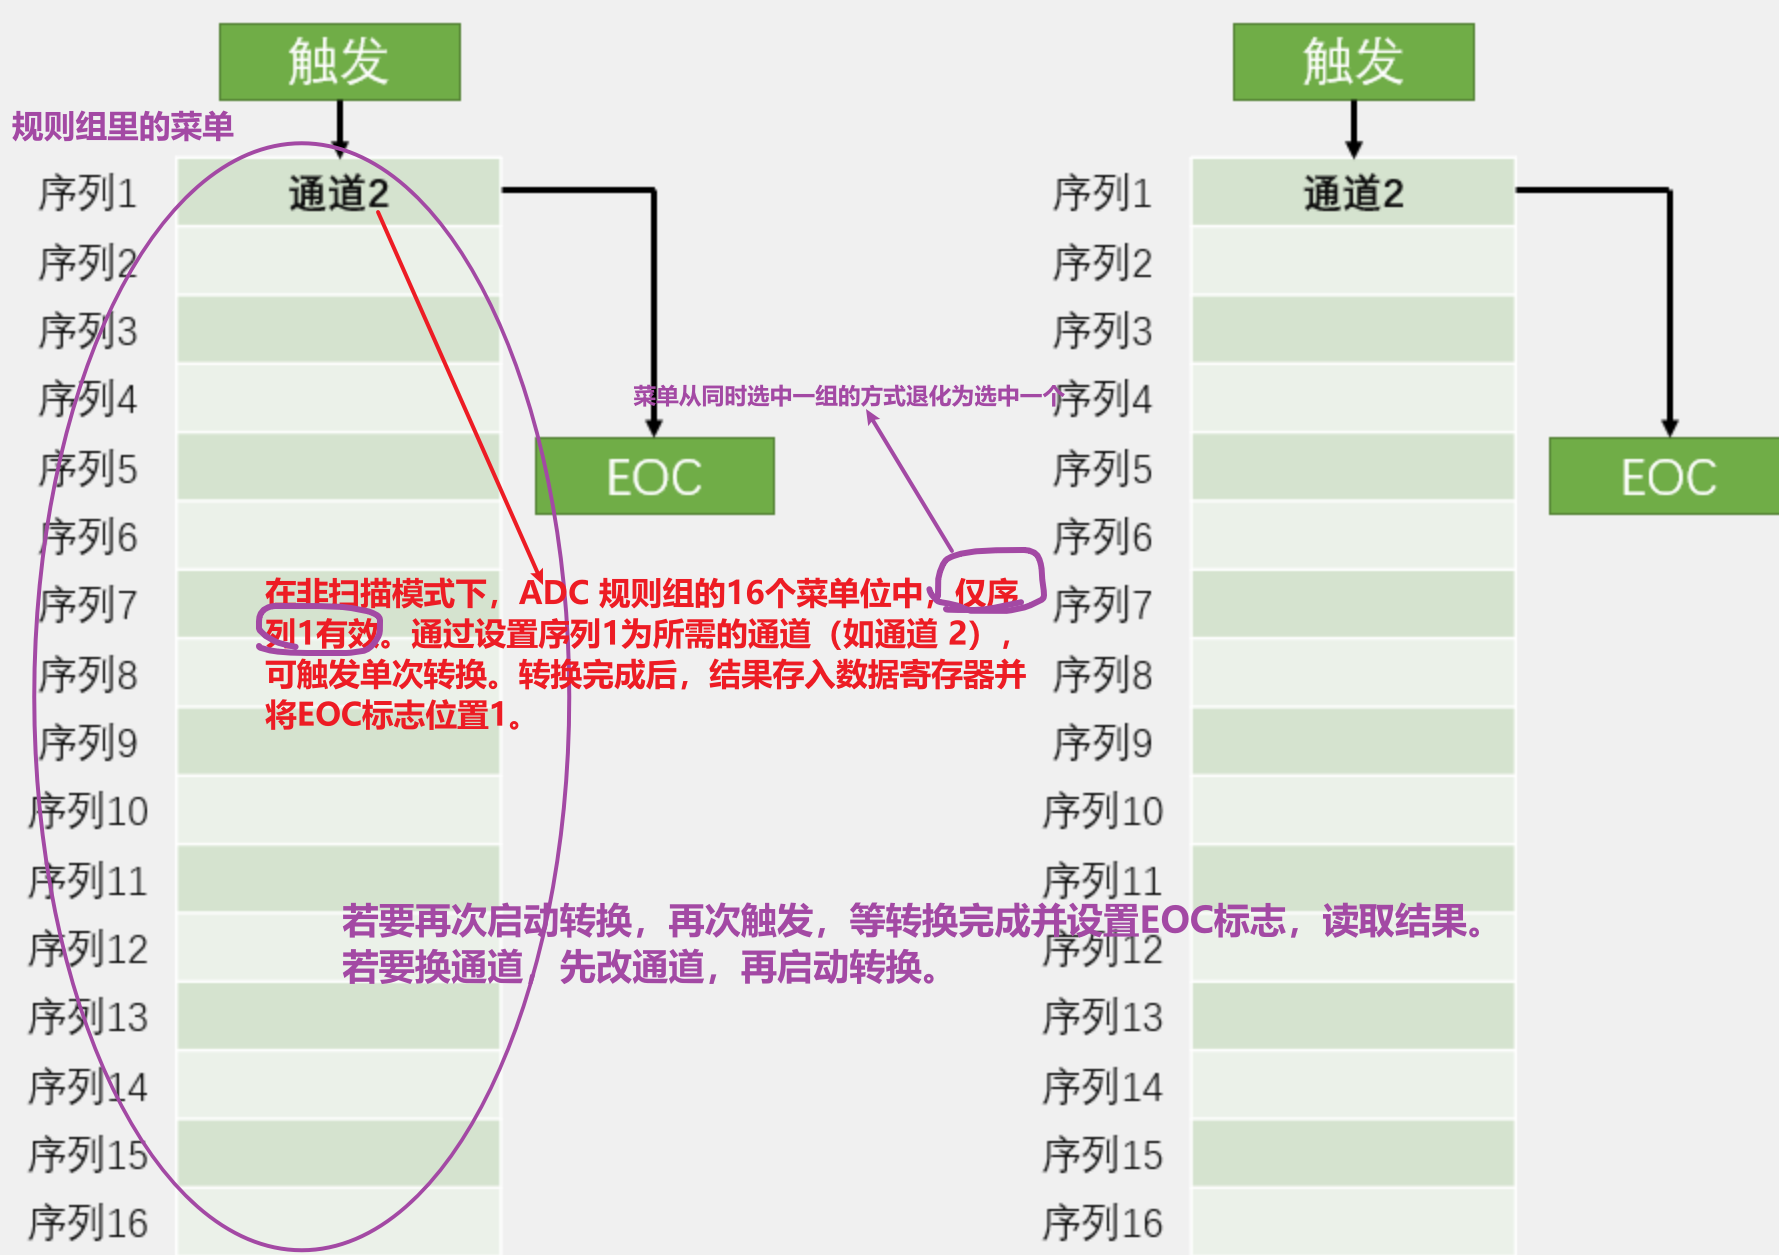 触发
触发
规则组里的菜单
序列1
通道2
序列1
通道2
序列2
序列2
序列3
序列3
菜单从同时选中一组的方式退化为选中一个
序列4
序列4
序列5
EOC
序列5
EOC
序列6
序列6
在非扫描模式下，ADC 规则组的16个菜单位中，仅序
列1有效。通过设置序列1为所需的通道（如通道 2），
可触发单次转换。转换完成后，结果存入数据寄存器并
将EOC标志位置1。
序列7
序列7
序列8
序列8
序列9
序列9
序列10
序列10
序列11
序列11
若要再次启动转换，再次触发，等转换完成并设置EOC标志，读取结果。
若要换通道，先改通道，再启动转换。
序列12
序列12
序列13
序列13
序列14
序列14
序列15
序列15
序列16
序列16